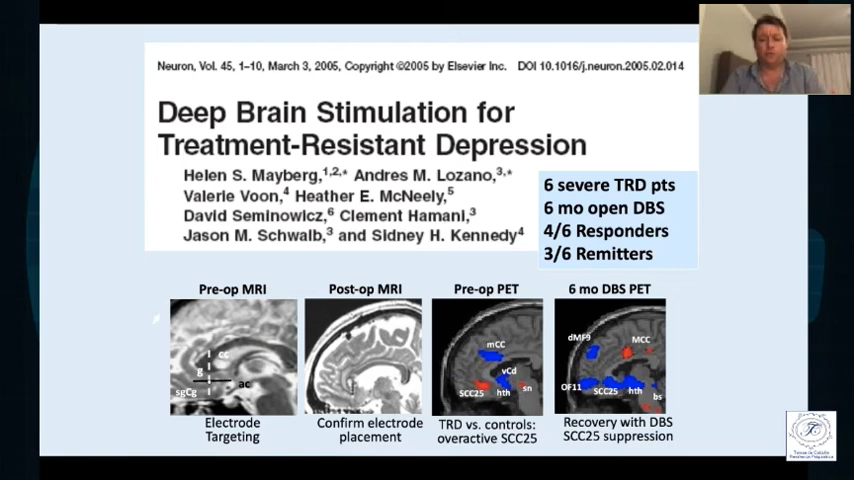 Neuron, Vol. 45, 1–10, March 3, 2005, Copyright ©2005 by Elsevier Inc. DOI 10.1016/j.neuron.2005.02.014
Deep Brain Stimulation for
Treatment-Resistant Depression
Helen S. Mayberg,1,2,* Andres M. Lozano,3,*
Valerie Voon,4 Heather E. McNeely,5
David Seminowicz,6 Clement Hamani,3
Jason M. Schwalb,3 and Sidney H. Kennedy4
6 severe TRD pts
6 mo open DBS
4/6 Responders
3/6 Remitters
Pre-op MRI
cc
g
ac
sgCg
Electrode
Targeting
Post-op MRI
Confirm electrode
placement
Pre-op PET
mCC
vCd
SCC25
hth
sn
TRD vs. controls:
overactive SCC25
6 mo DBS PET
dMF9
MCC
OF11
SCC25
hth
bs
Recovery with DBS
SCC25 suppression